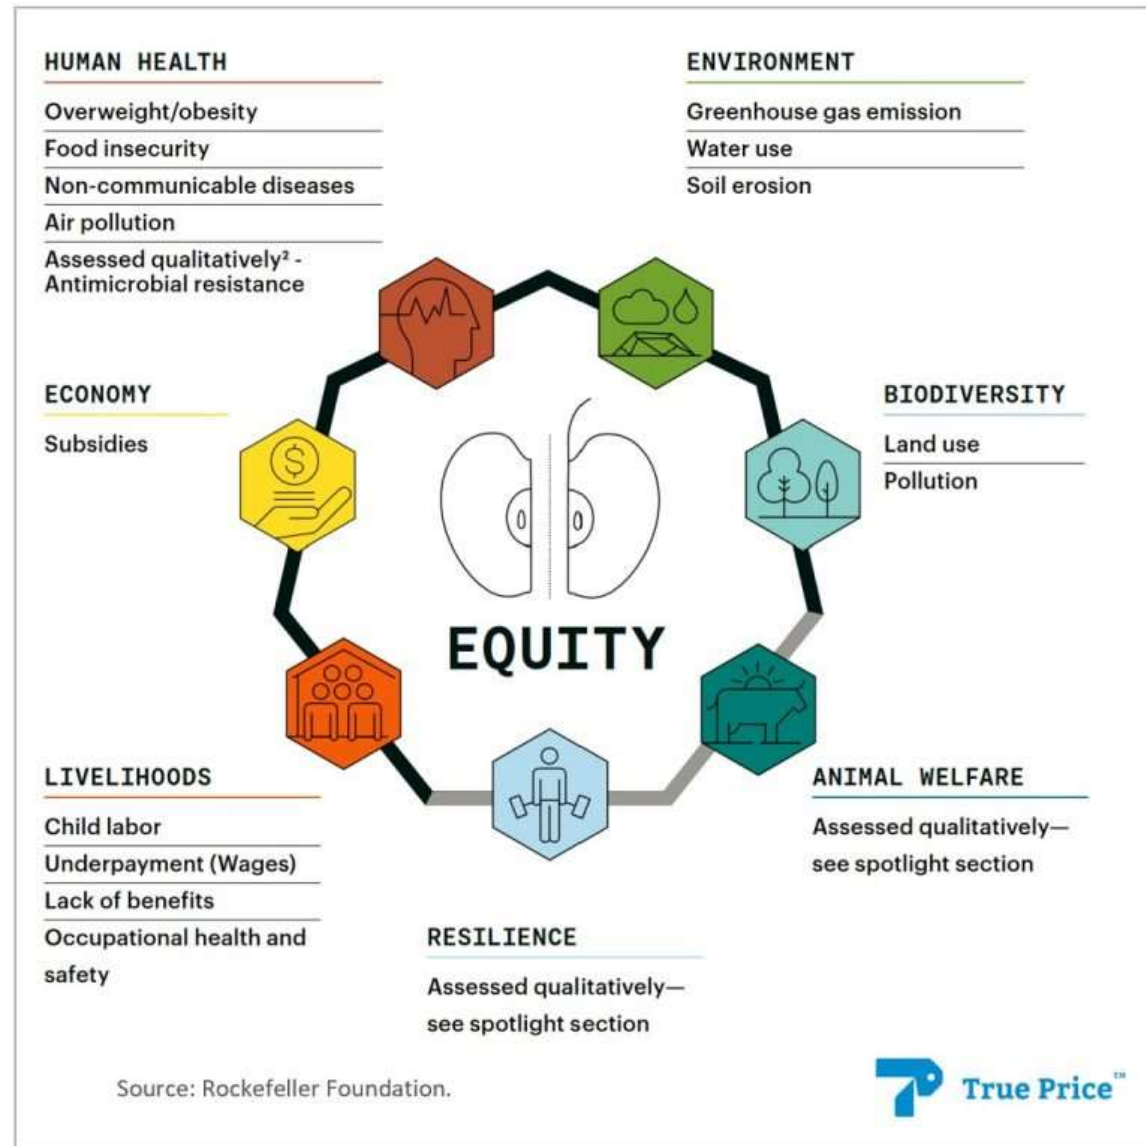 HUMAN HEALTH
Overweight/obesity
Food insecurity
Non-communicable diseases
Air pollution
Assessed qualitatively² -
Antimicrobial resistance
ENVIRONMENT
Greenhouse gas emission
Water use
Soil erosion
ECONOMY
Subsidies
$
BIODIVERSITY
Land use
Pollution
EQUITY
LIVELIHOODS
Child labor
Underpayment (Wages)
Lack of benefits
Occupational health and
safety
ANIMAL WELFARE
Assessed qualitatively—
see spotlight section
RESILIENCE
Assessed qualitatively—
see spotlight section
Source: Rockefeller Foundation.
True Price™